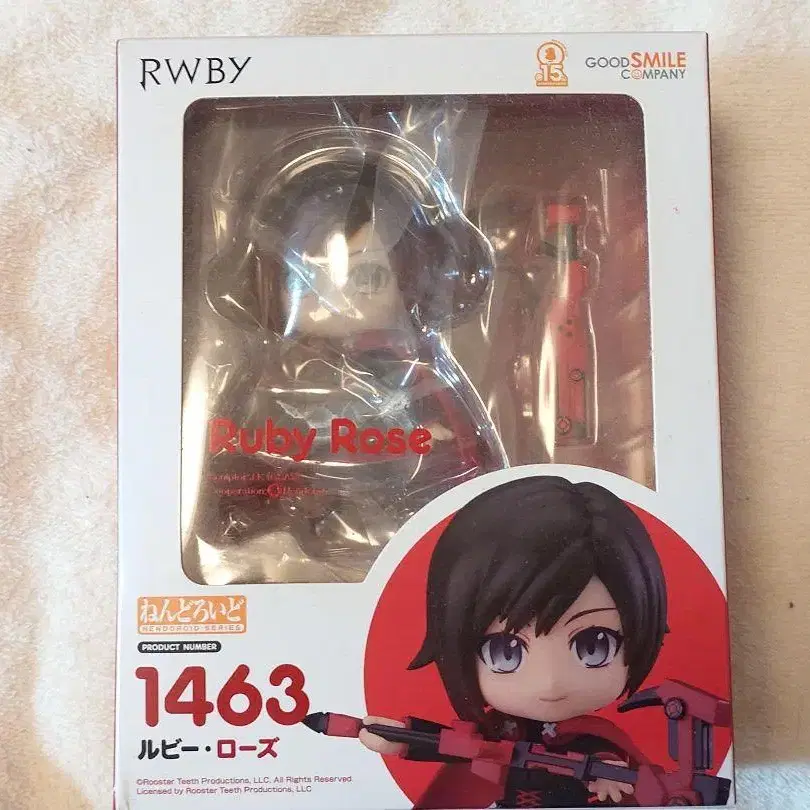 RWBY
15
GOOD SMILE
COMPANY
Ruby Rose
ねんどろいど
NENDOROID SERIES
PRODUCT NUMBER
1463
ルビー・ローズ
©Rooster Teeth Productions, LLC. All Rights Reserved.
Licensed by Rooster Teeth Productions, LLC